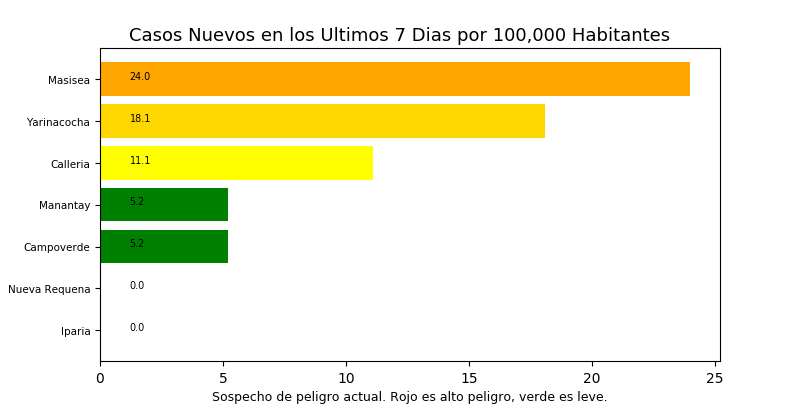 Casos Nuevos en los Ultimos 7 Dias por 100,000 Habitantes
Masisea 24.0
Yarinacocha 18.1
Calleria 11.1
Manantay 5.2
Campoverde 5.2
Nueva Requena 0.0
Iparia 0.0
0 5 10 15 20 25
Sospecho de peligro actual. Rojo es alto peligro, verde es leve.